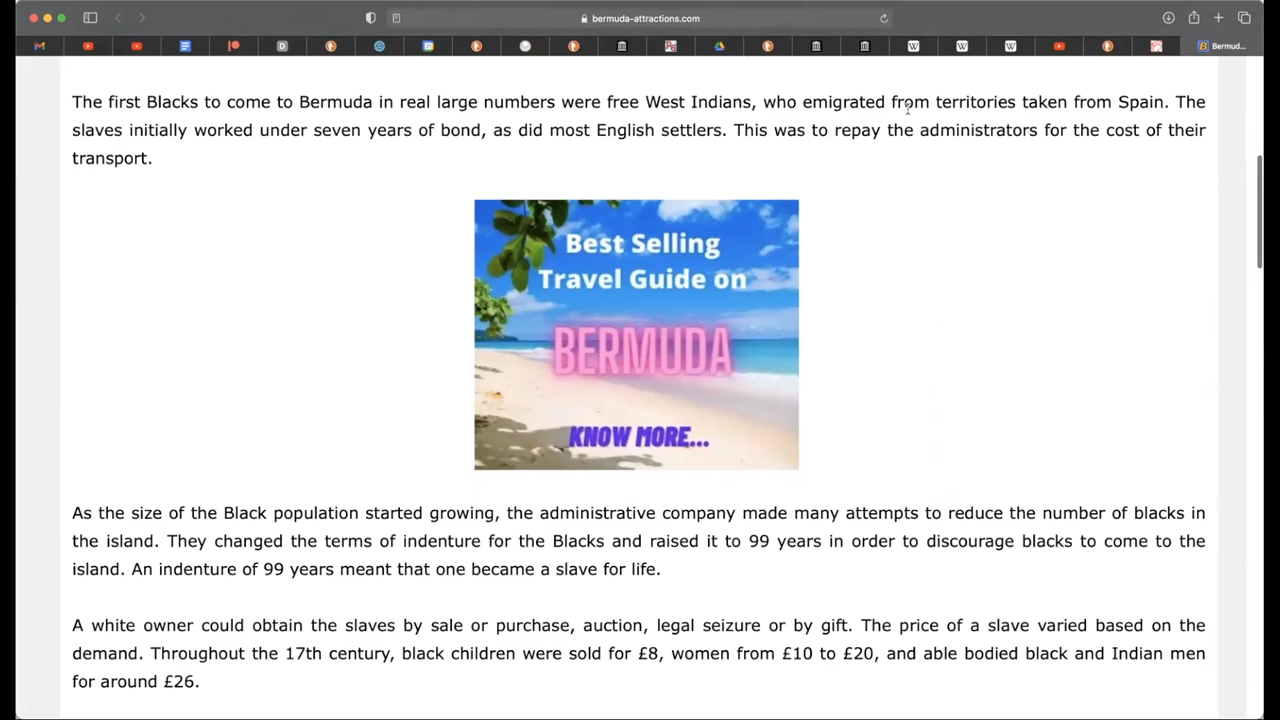 bermuda-attractions.com
Bermud...
The first Blacks to come to Bermuda in real large numbers were free West Indians, who emigrated from territories taken from Spain. The
slaves initially worked under seven years of bond, as did most English settlers. This was to repay the administrators for the cost of their
transport.
Best Selling
Travel Guide on
BERMUDA
KNOW MORE...
As the size of the Black population started growing, the administrative company made many attempts to reduce the number of blacks in
the island. They changed the terms of indenture for the Blacks and raised it to 99 years in order to discourage blacks to come to the
island. An indenture of 99 years meant that one became a slave for life.
A white owner could obtain the slaves by sale or purchase, auction, legal seizure or by gift. The price of a slave varied based on the
demand. Throughout the 17th century, black children were sold for £8, women from £10 to £20, and able bodied black and Indian men
for around £26.